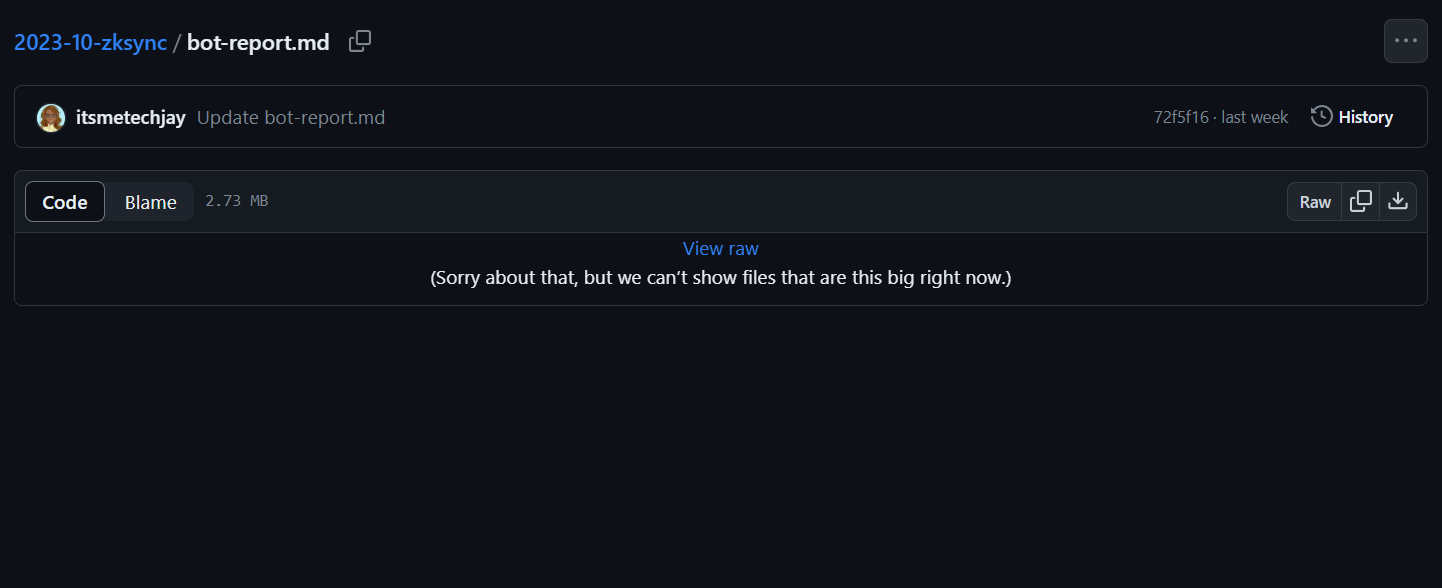 2023-10-zksync / bot-report.md
itsmetechjay Update bot-report.md 72f5f16 · last week History
Code Blame 2.73 MB Raw
View raw
(Sorry about that, but we can’t show files that are this big right now.)